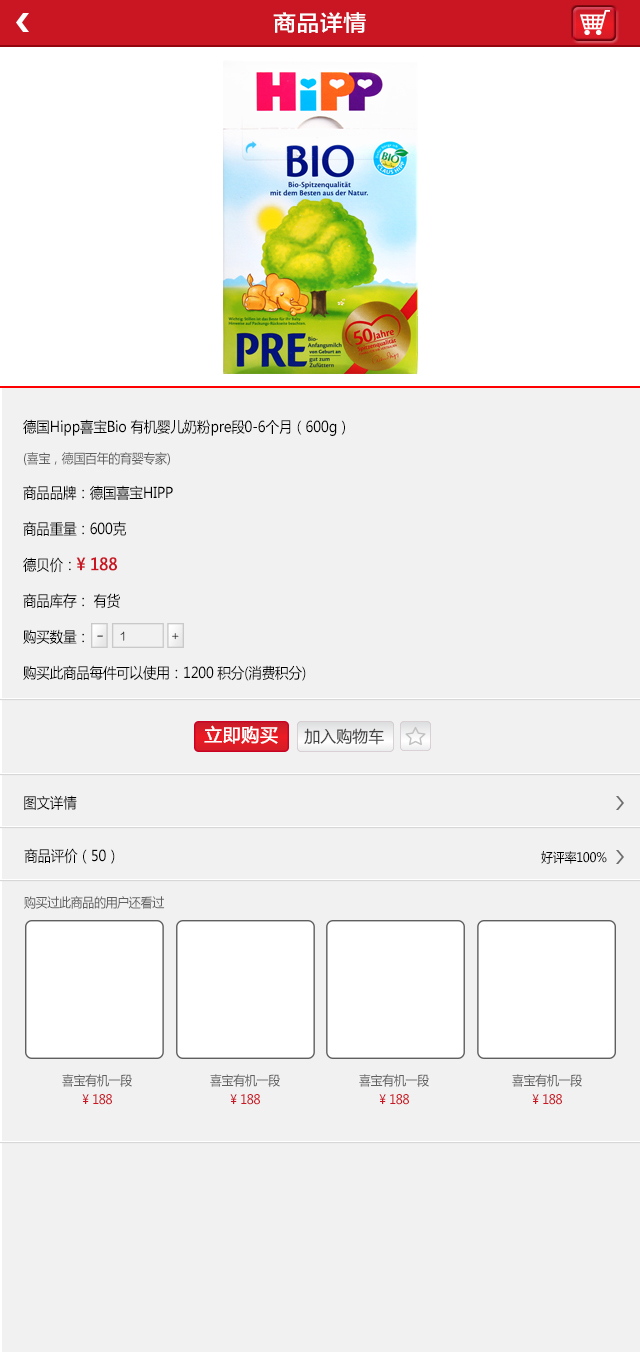 商品详情
HiPP
BIO
Bio-Spitzenqualität
mit dem Besten aus der Natur.
BIO
50 Jahre
Spitzenqualität
PRE
Bio-
Anfangsmilch
von Geburt an
gut zum
Zufüttern
德国Hipp喜宝Bio 有机婴儿奶粉pre段0-6个月（600g）
(喜宝，德国百年的育婴专家)
商品品牌：德国喜宝HIPP
商品重量：600克
德贝价：¥ 188
商品库存： 有货
购买数量： - 1 +
购买此商品每件可以使用：1200 积分(消费积分)
立即购买 加入购物车
图文详情
商品评价（50） 好评率100%
购买过此商品的用户还看过
喜宝有机一段 喜宝有机一段 喜宝有机一段 喜宝有机一段
¥ 188 ¥ 188 ¥ 188 ¥ 188